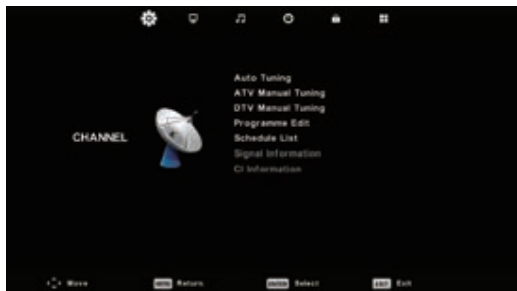 Auto Tuning
ATV Manual Tuning
DTV Manual Tuning
Programme Edit
CHANNEL
Schedule List
Signal Information
CI Information
Move
MENU Return
ENTER Select
EXIT Exit